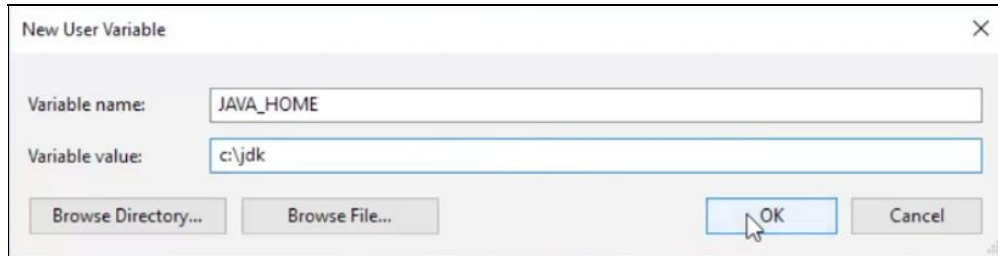 New User Variable
Variable name: JAVA_HOME
Variable value: c:\jdk
Browse Directory... Browse File... OK Cancel